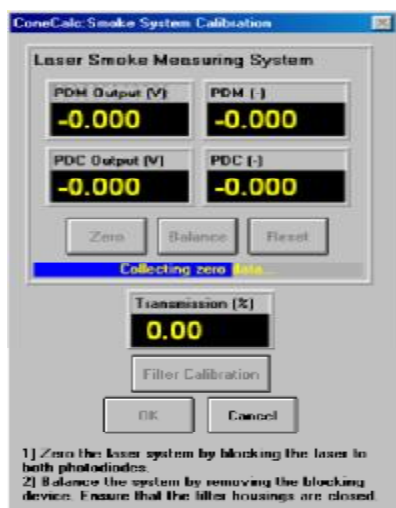 ConeCalc: Smoke System Calibration
Laser Smoke Measuring System
PDM Output (V) PDM (-)
-0.000 -0.000
PDC Output (V) PDC (-)
-0.000 -0.000
Zero Balance Reset
Collecting zero data...
Transmission (%)
0.00
Filter Calibration
OK Cancel
1] Zero the laser system by blocking the laser to
both photodiodes.
2] Balance the system by removing the blocking
device. Ensure that the filter housings are closed.